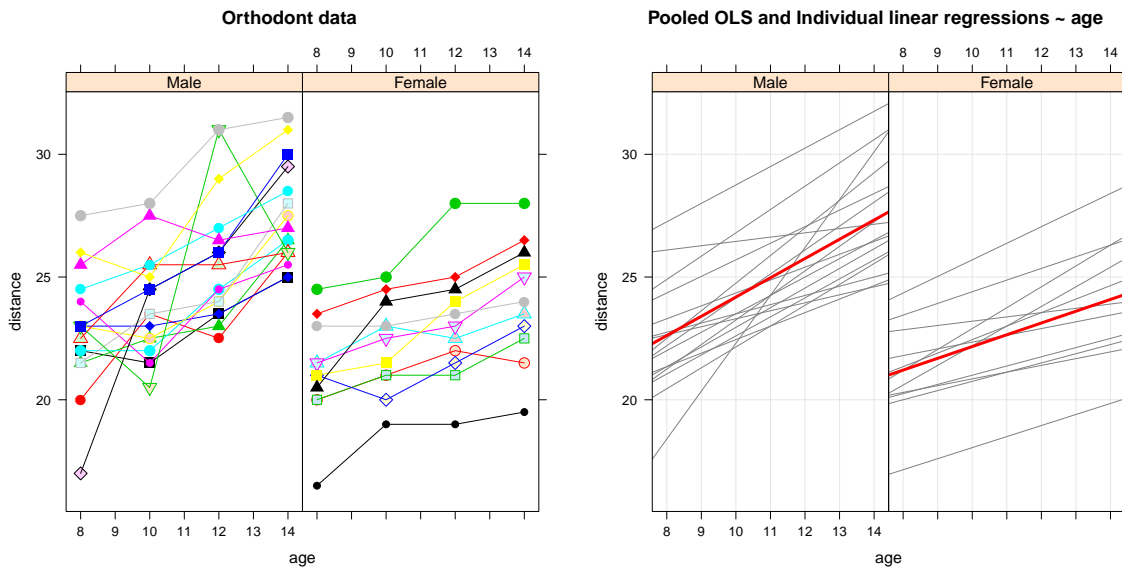 Orthodont data
8 9 10 11 12 13 14
Male Female
distance
30
25
20
8 9 10 11 12 13 14
age
Pooled OLS and Individual linear regressions ~ age
8 9 10 11 12 13 14
Male Female
distance
30
25
20
8 9 10 11 12 13 14
age